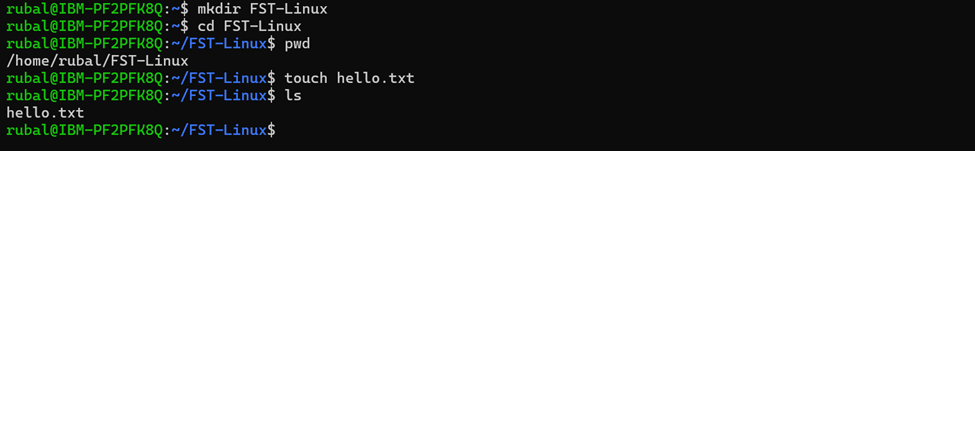 rubal@IBM-PF2PFK8Q:~$ mkdir FST-Linux
rubal@IBM-PF2PFK8Q:~$ cd FST-Linux
rubal@IBM-PF2PFK8Q:~/FST-Linux$ pwd
/home/rubal/FST-Linux
rubal@IBM-PF2PFK8Q:~/FST-Linux$ touch hello.txt
rubal@IBM-PF2PFK8Q:~/FST-Linux$ ls
hello.txt
rubal@IBM-PF2PFK8Q:~/FST-Linux$